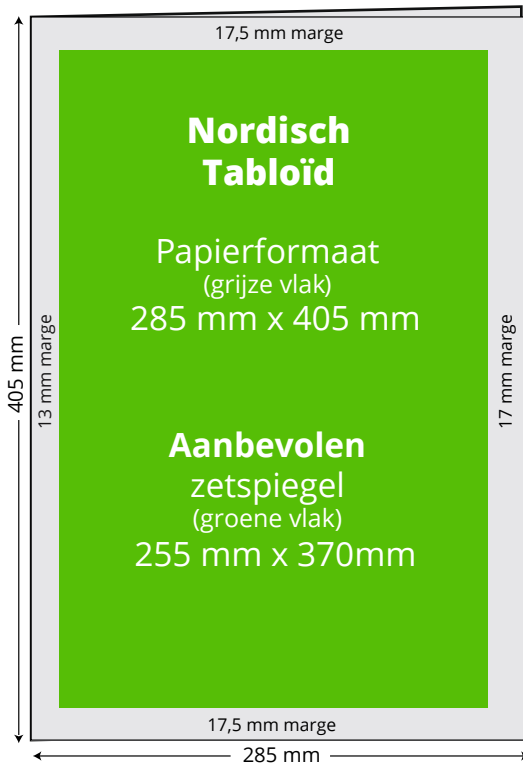 17,5 mm marge
Nordisch
Tabloïd
Papierformaat
(grijze vlak)
285 mm x 405 mm
405 mm
13 mm marge
17 mm marge
Aanbevolen
zetspiegel
(groene vlak)
255 mm x 370mm
17,5 mm marge
285 mm